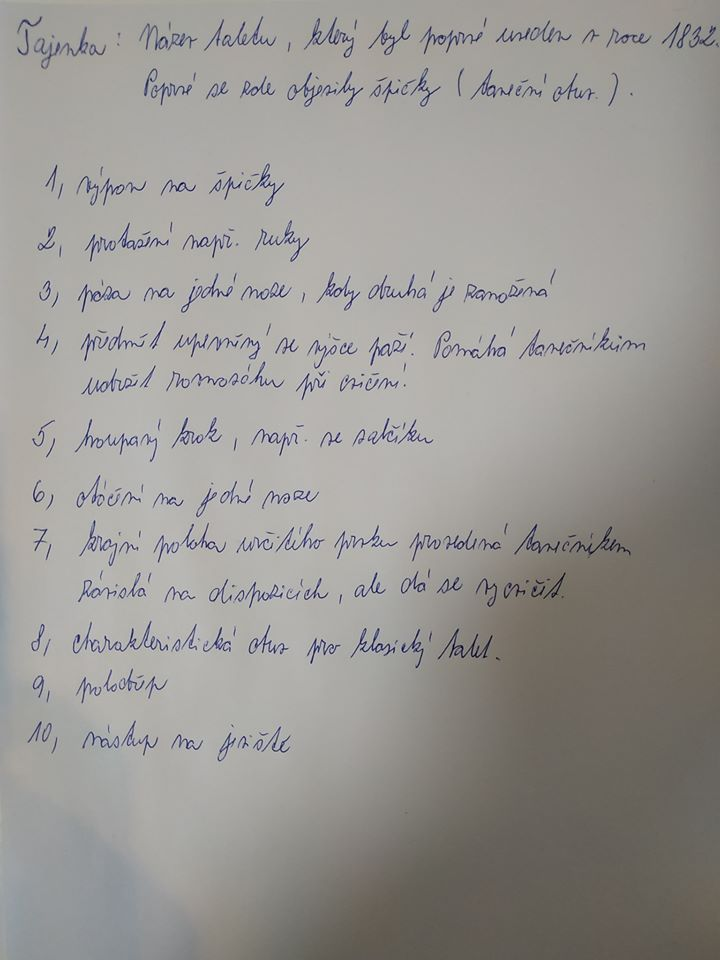 Tajenka: Název baletu, který byl poprvé uveden v roce 1832.
Poprvé se zde objevily špičky (taneční obuv.).
1, výpon na špičky
2, protažení např. ruky
3, póza na jedné noze, kdy druhá je zanožená
4, předmět upevněný ve výšce paží. Pomáhá tanečníkům
udržet rovnováhu při cvičení.
5, houpavý krok, např. ve valčíku
6, otočení na jedné noze
7, krajní poloha určitého prvku provedená tanečníkem
Závislá na dispozicích, ale dá se vycvičit.
8, charakteristická obuv pro klasický balet.
9, polodřep
10, nástup na jeviště